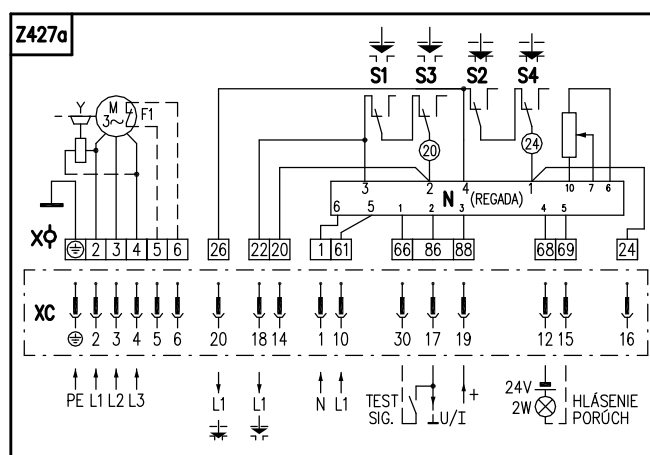 Z427a
S1 S3 S2 S4
Y M 3~ F1
20 24
3 2 4 1 10 7 6
N (REGADA)
6 5 1 2 3 4 5
X
2 3 4 5 6 26 22 20 1 61 66 86 88 68 69 24
XC
2 3 4 5 6 20 18 14 1 10 30 17 19 12 15 16
PE L1 L2 L3 L1 L1 N L1
TEST SIG.
⊥U/I
+
24V
2W
HLÁSENIE
PORÚCH